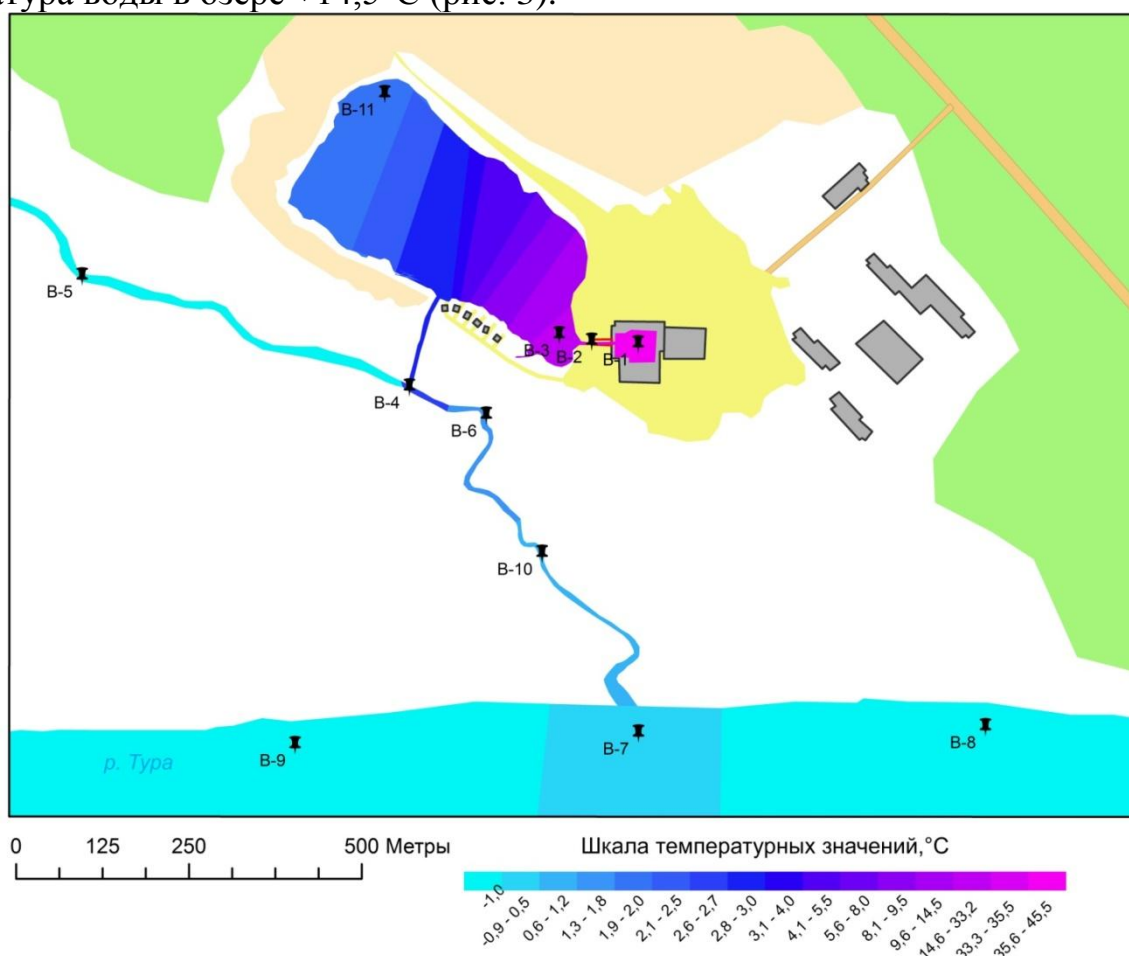 тура воды в озере +14,5°C (рис. 3).
В-11
В-5
В-3
В-2
В-1
В-4
В-6
В-10
В-9
В-7
В-8
р. Тура
0 125 250 500 Метры
Шкала температурных значений,°C
-1,0
-0,9 - 0,5
0,6 - 1,2
1,3 - 1,8
1,9 - 2,0
2,1 - 2,5
2,6 - 2,7
2,8 - 3,0
3,1 - 4,0
4,1 - 5,5
5,6 - 8,0
8,1 - 9,5
9,6 - 14,5
14,6 - 33,2
33,3 - 35,5
35,6 - 45,5